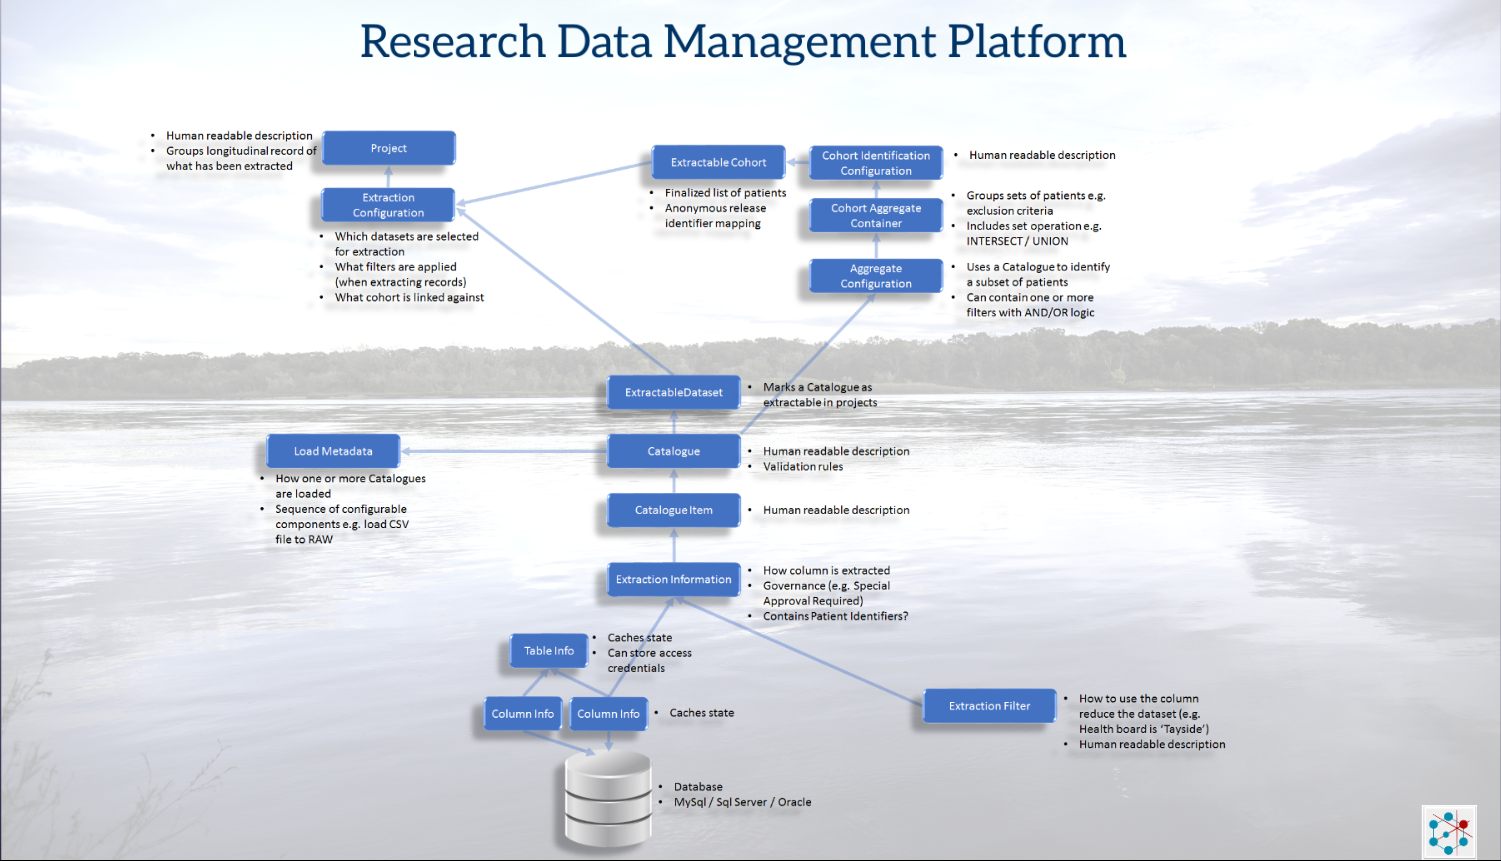 Research Data Management Platform
• Human readable description
• Groups longitudinal record of
what has been extracted
Project
Extraction
Configuration
• Which datasets are selected
for extraction
• What filters are applied
(when extracting records)
• What cohort is linked against
Extractable Cohort
• Finalized list of patients
• Anonymous release
identifier mapping
Cohort Identification
Configuration
• Human readable description
Cohort Aggregate
Container
• Groups sets of patients e.g.
exclusion criteria
• Includes set operation e.g.
INTERSECT / UNION
Aggregate
Configuration
• Uses a Catalogue to identify
a subset of patients
• Can contain one or more
filters with AND/OR logic
ExtractableDataset
• Marks a Catalogue as
extractable in projects
Load Metadata
• How one or more Catalogues
are loaded
• Sequence of configurable
components e.g. load CSV
file to RAW
Catalogue
• Human readable description
• Validation rules
Catalogue Item
• Human readable description
Extraction Information
• How column is extracted
• Governance (e.g. Special
Approval Required)
• Contains Patient Identifiers?
Table Info
• Caches state
• Can store access
credentials
Column Info
Column Info
• Caches state
Extraction Filter
• How to use the column
reduce the dataset (e.g.
Health board is ‘Tayside’)
• Human readable description
• Database
• MySql / Sql Server / Oracle